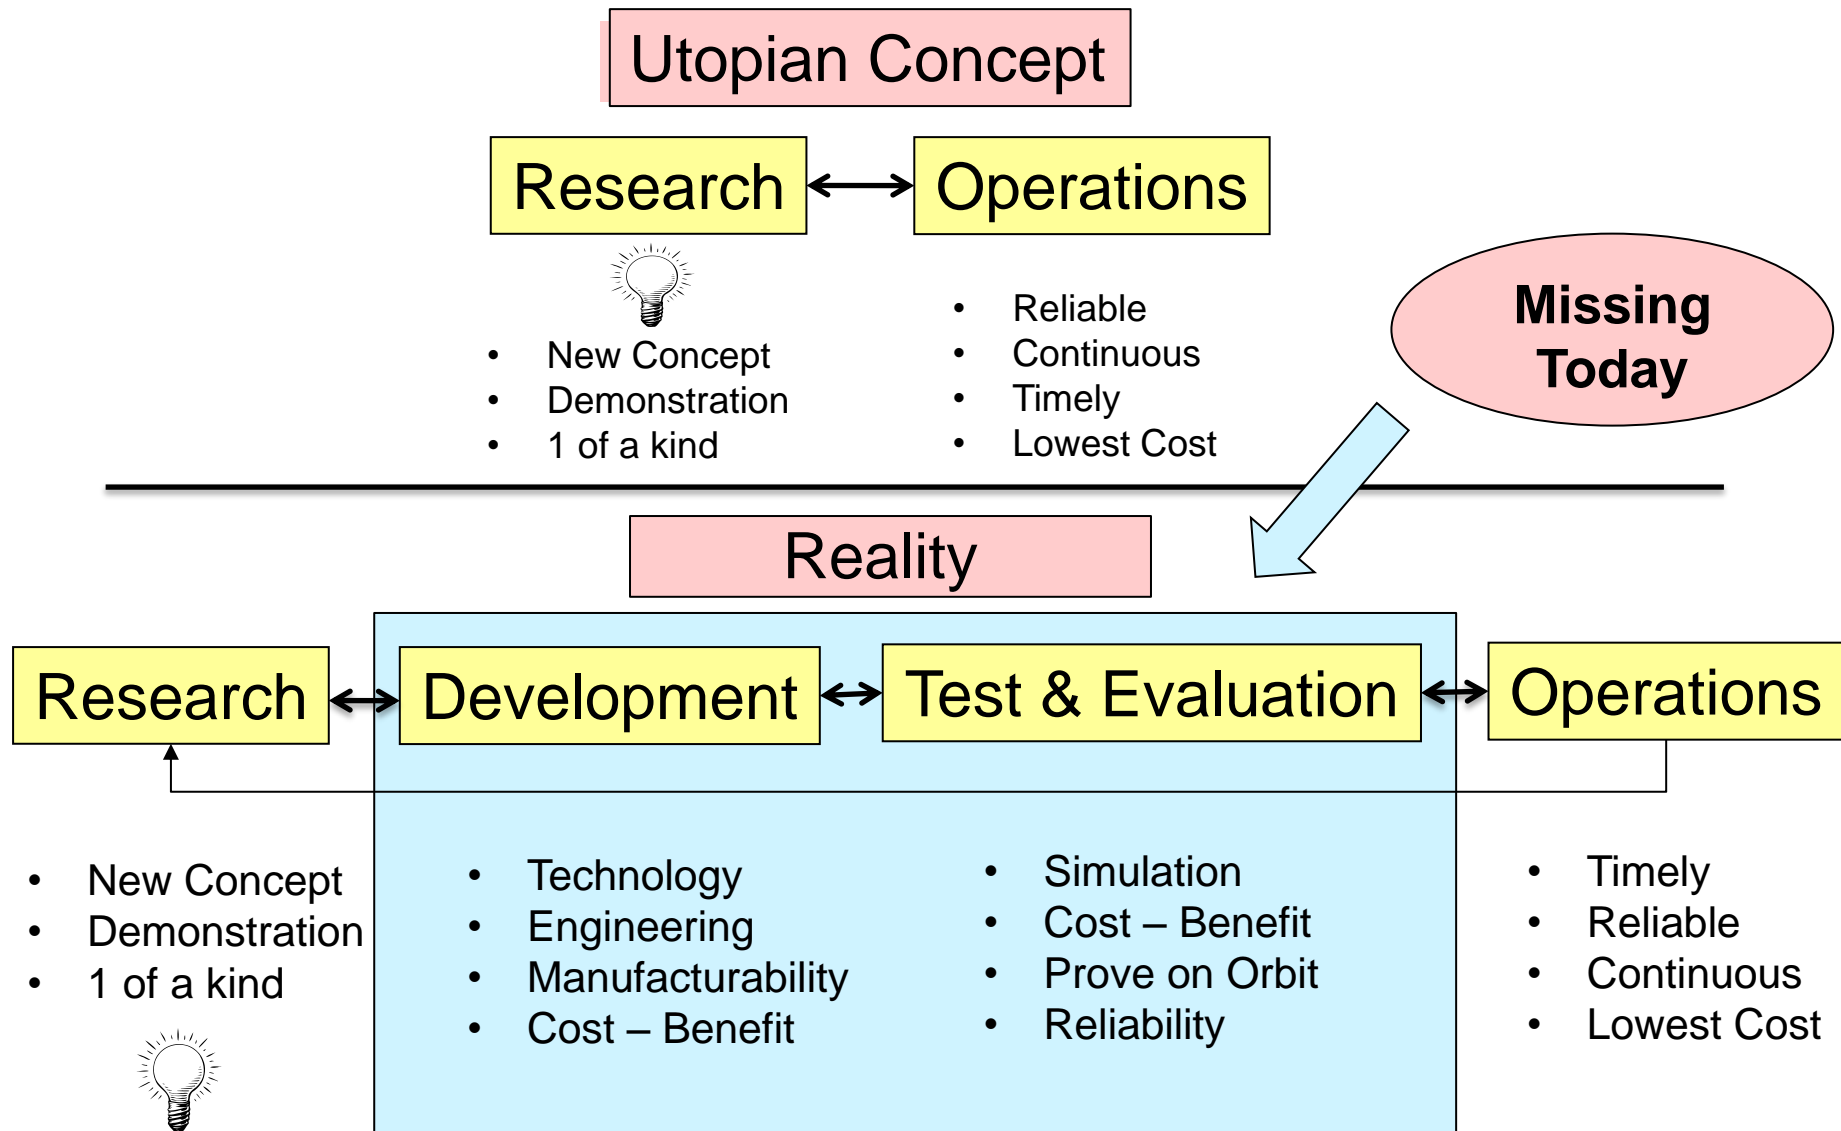 Utopian Concept
Research
Operations
• New Concept
• Demonstration
• 1 of a kind
• Reliable
• Continuous
• Timely
• Lowest Cost
Missing
Today
Reality
Research
Development
Test & Evaluation
Operations
• New Concept
• Demonstration
• 1 of a kind
• Technology
• Engineering
• Manufacturability
• Cost – Benefit
• Simulation
• Cost – Benefit
• Prove on Orbit
• Reliability
• Timely
• Reliable
• Continuous
• Lowest Cost